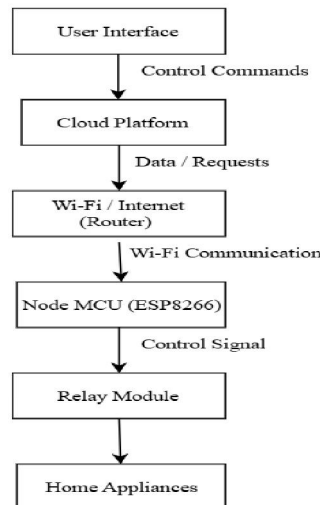 User Interface
Control Commands
Cloud Platform
Data / Requests
Wi-Fi / Internet
(Router)
Wi-Fi Communication
Node MCU (ESP8266)
Control Signal
Relay Module
Home Appliances